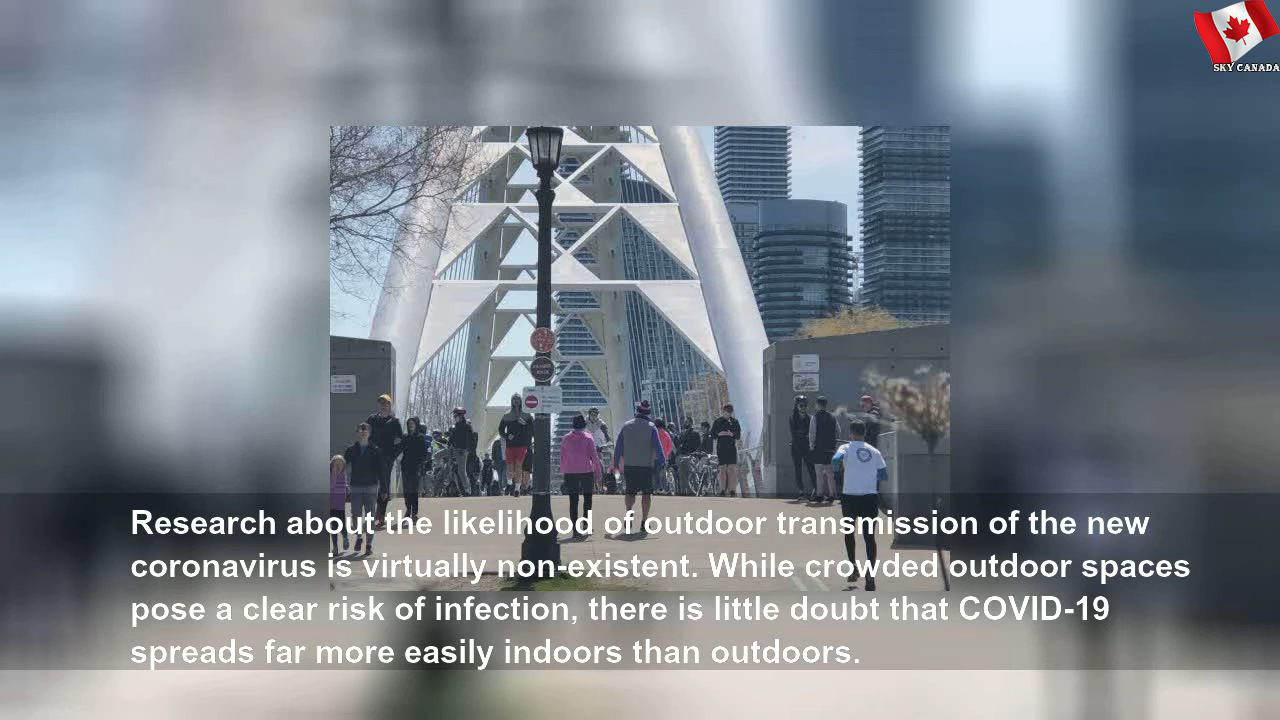 SKY CANADA
Research about the likelihood of outdoor transmission of the new
coronavirus is virtually non-existent. While crowded outdoor spaces
pose a clear risk of infection, there is little doubt that COVID-19
spreads far more easily indoors than outdoors.